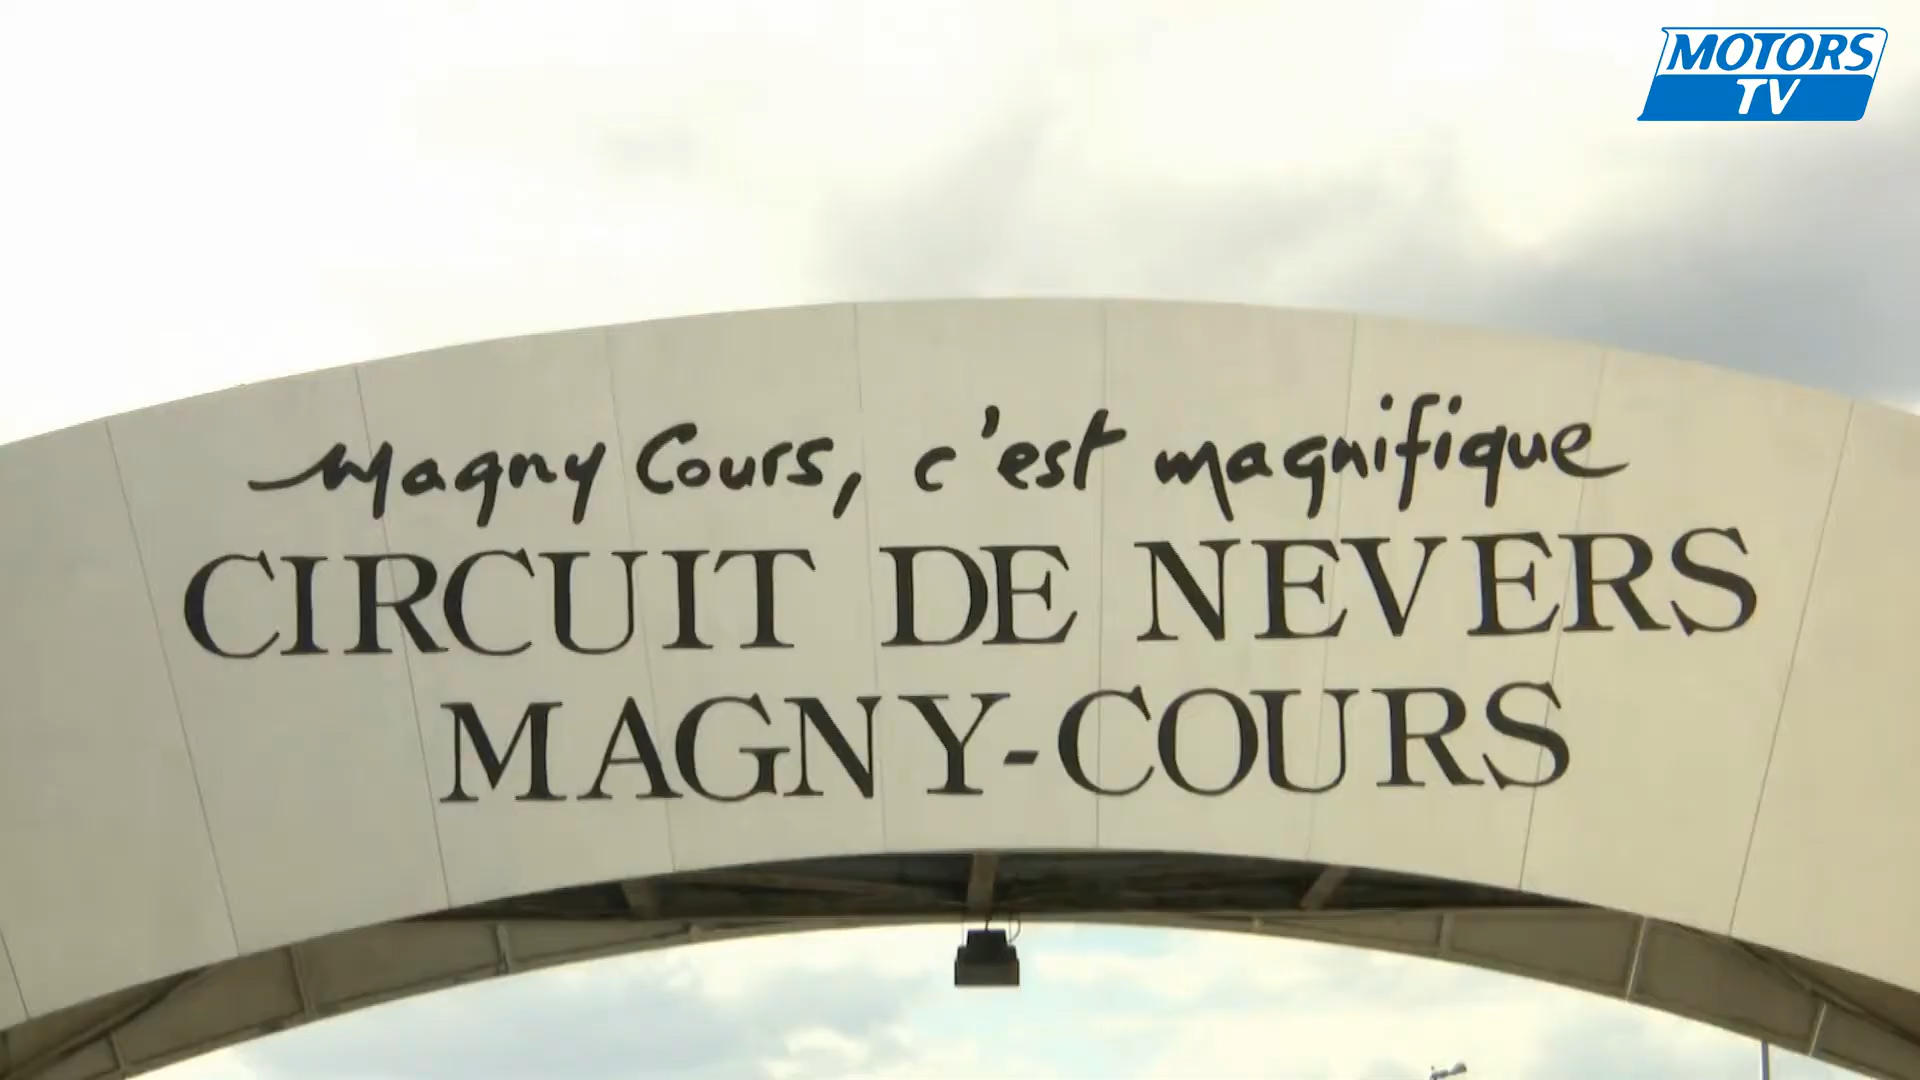 MOTORS
TV
Magny Cours, c'est magnifique
CIRCUIT DE NEVERS
MAGNY-COURS